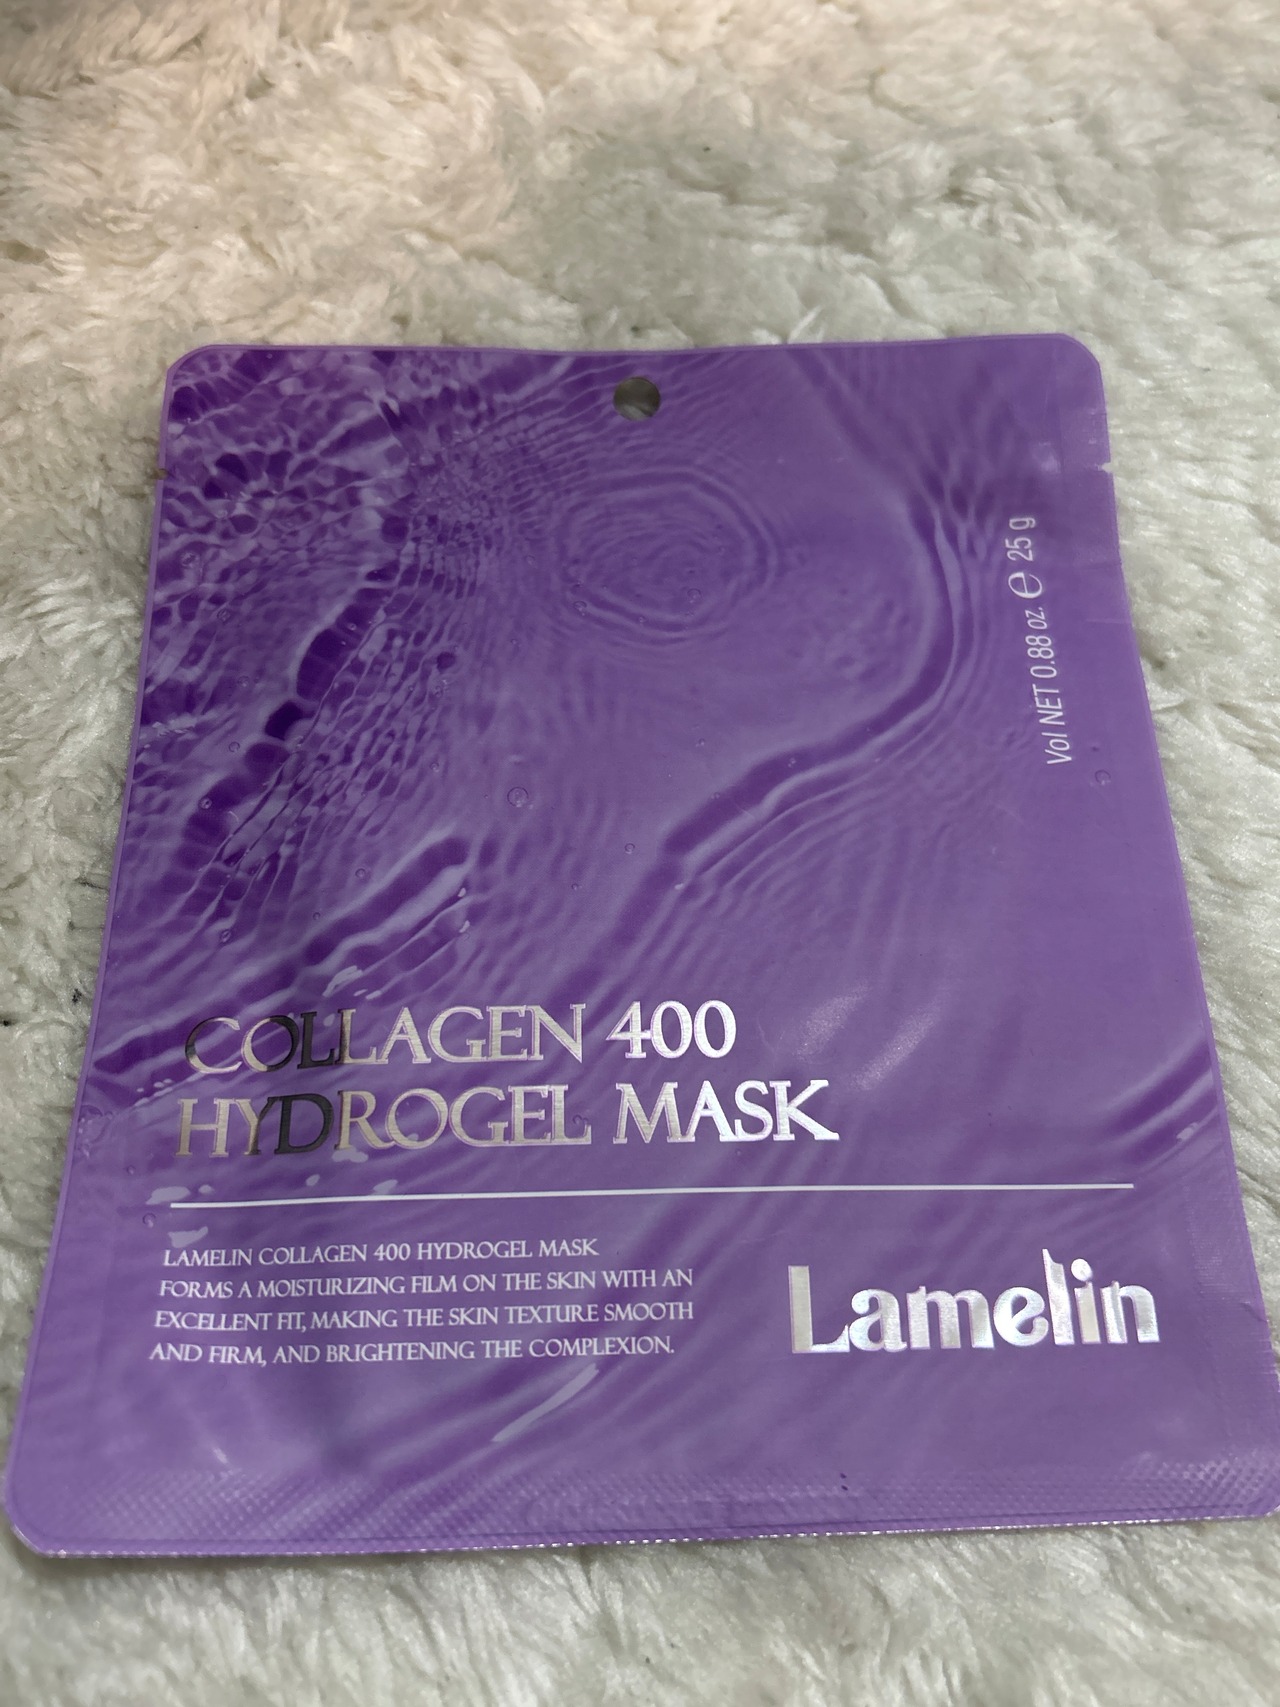 Vol NET 0.88 oz. ℮ 25 g
COLLAGEN 400
HYDROGEL MASK
LAMELIN COLLAGEN 400 HYDROGEL MASK
FORMS A MOISTURIZING FILM ON THE SKIN WITH AN
EXCELLENT FIT, MAKING THE SKIN TEXTURE SMOOTH
AND FIRM, AND BRIGHTENING THE COMPLEXION.
Lamelin